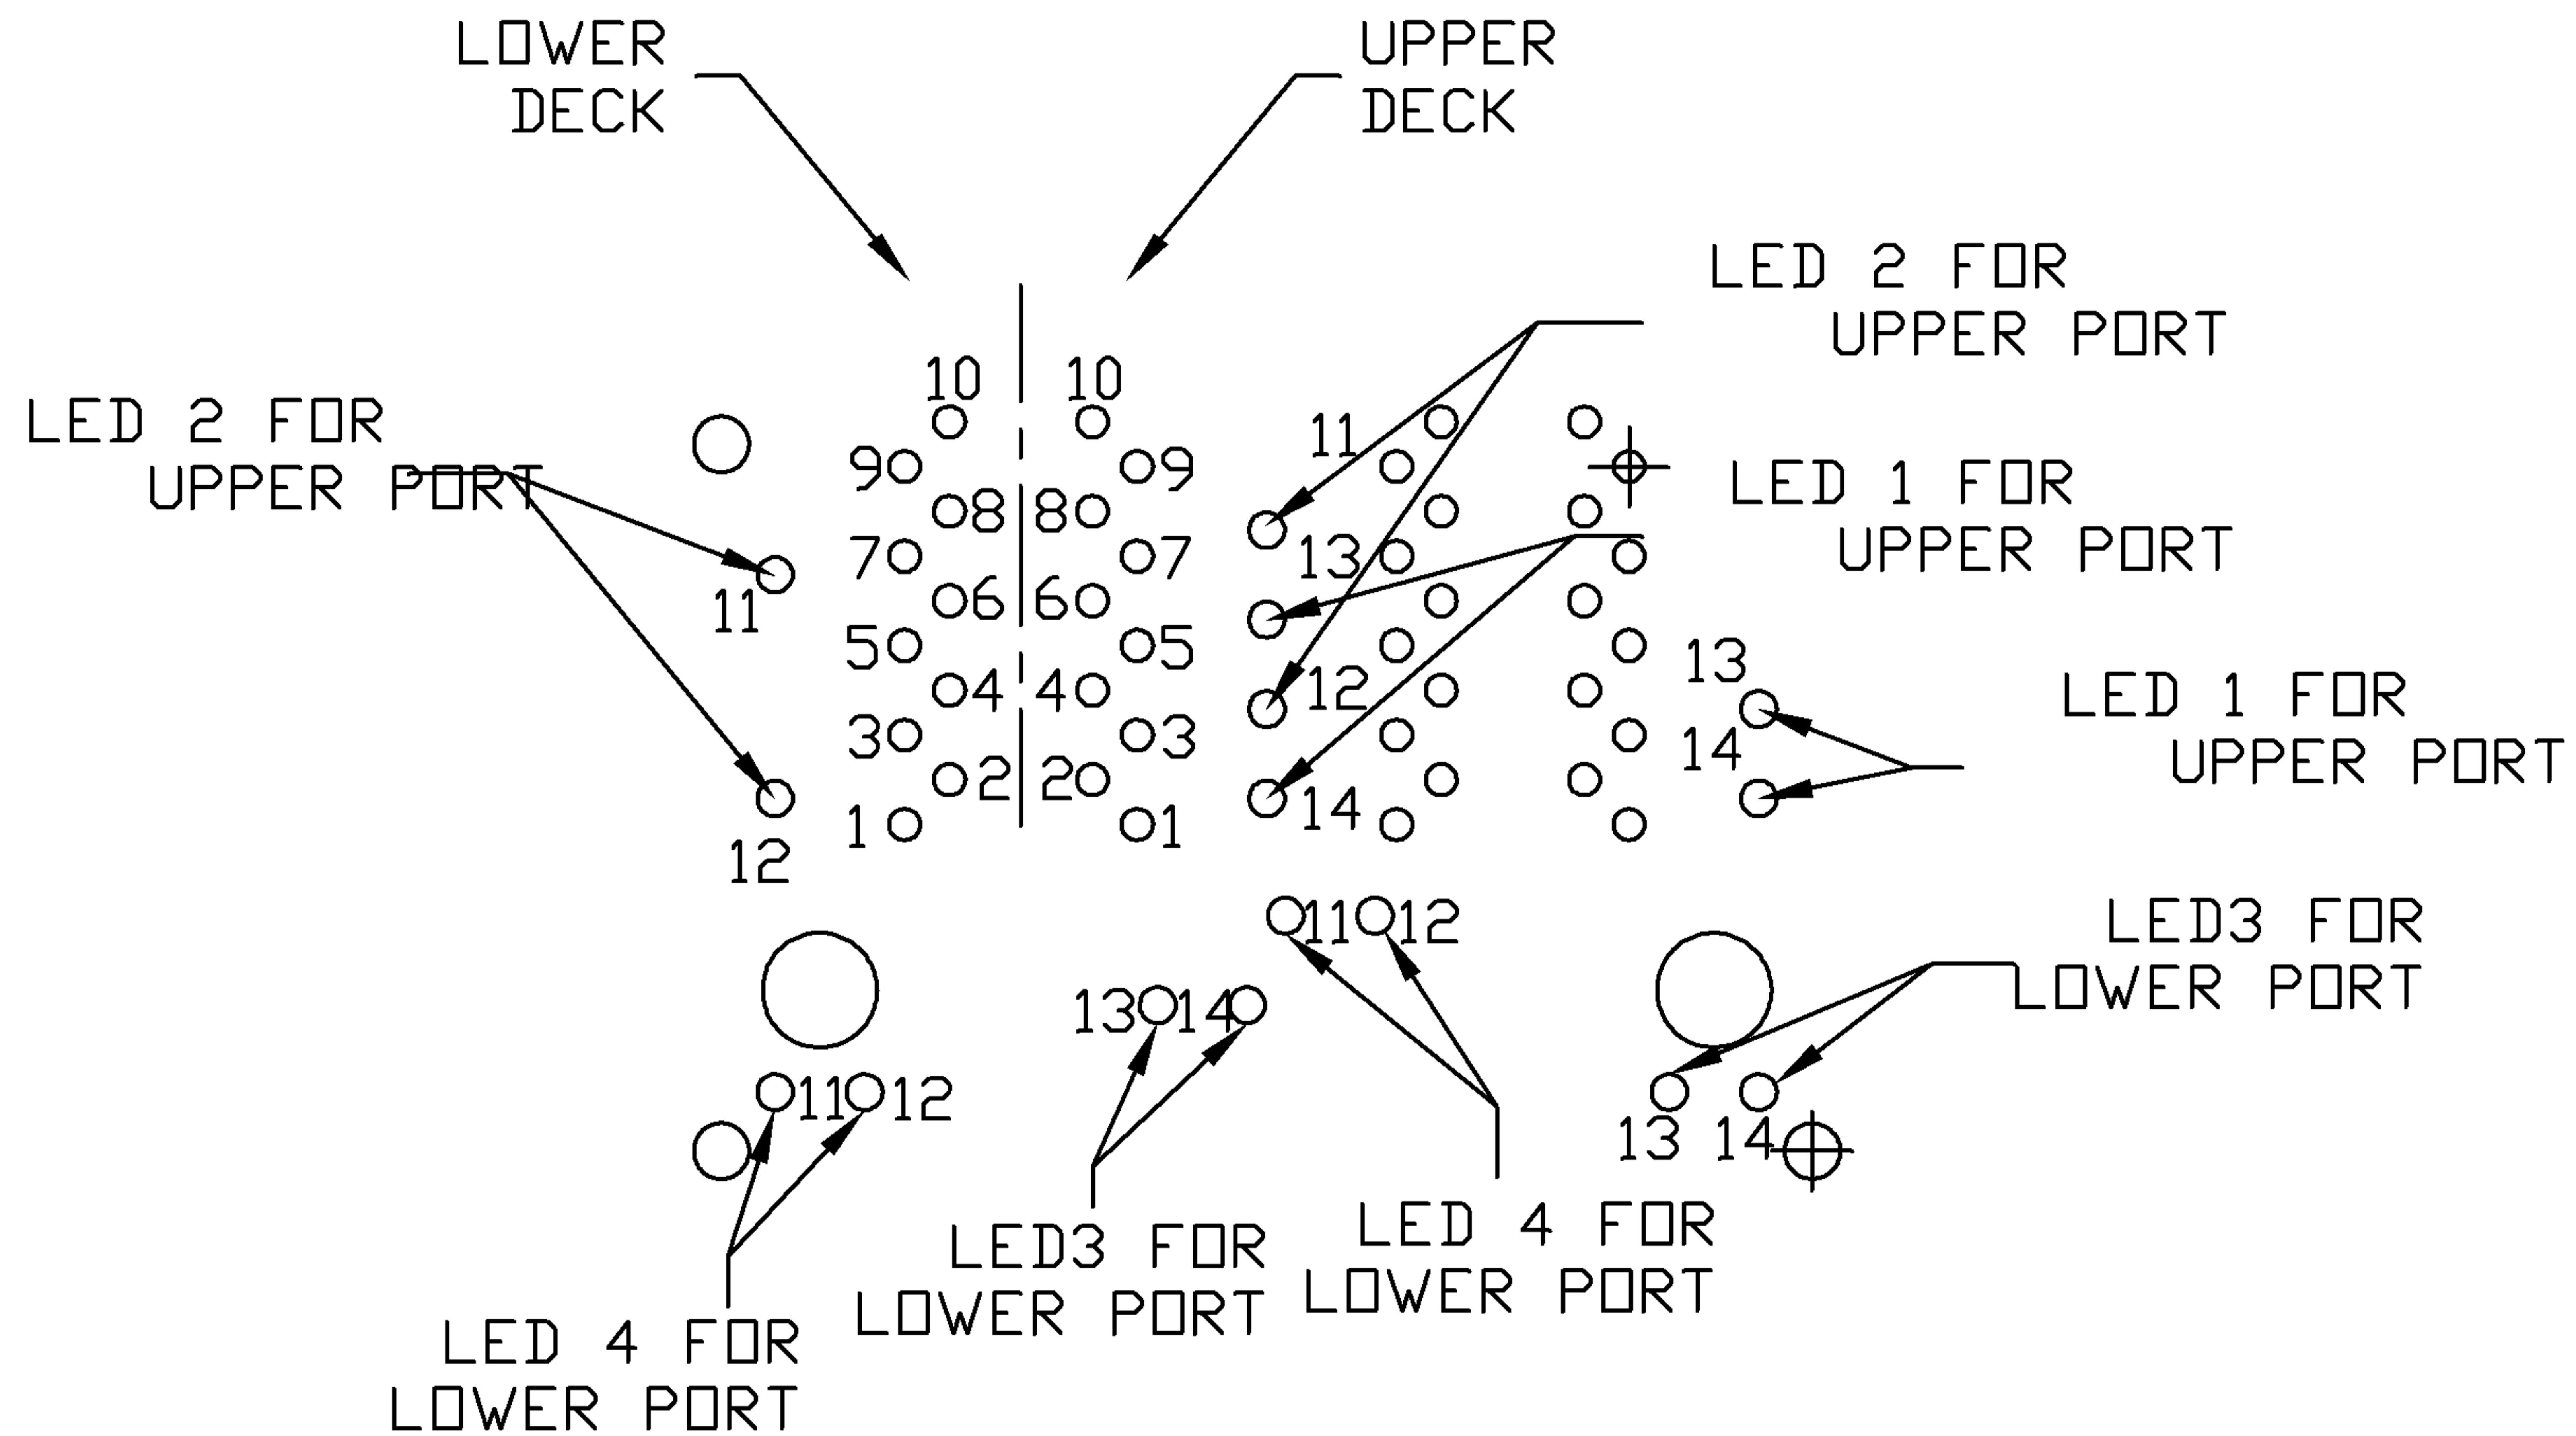 LOWER
DECK
UPPER
DECK
LED 2 FOR
UPPER PORT
10 10
LED 2 FOR
UPPER PORT
11
9 9
LED 1 FOR
UPPER PORT
8 8
13
7 7
11
6 6
5 5
13
12
4 4
LED 1 FOR
UPPER PORT
14
3 3
2 2
14
1 1
12
11 12
LED3 FOR
LOWER PORT
13 14
11 12
13 14
LED 4 FOR
LOWER PORT
LED3 FOR
LOWER PORT
LED 4 FOR
LOWER PORT